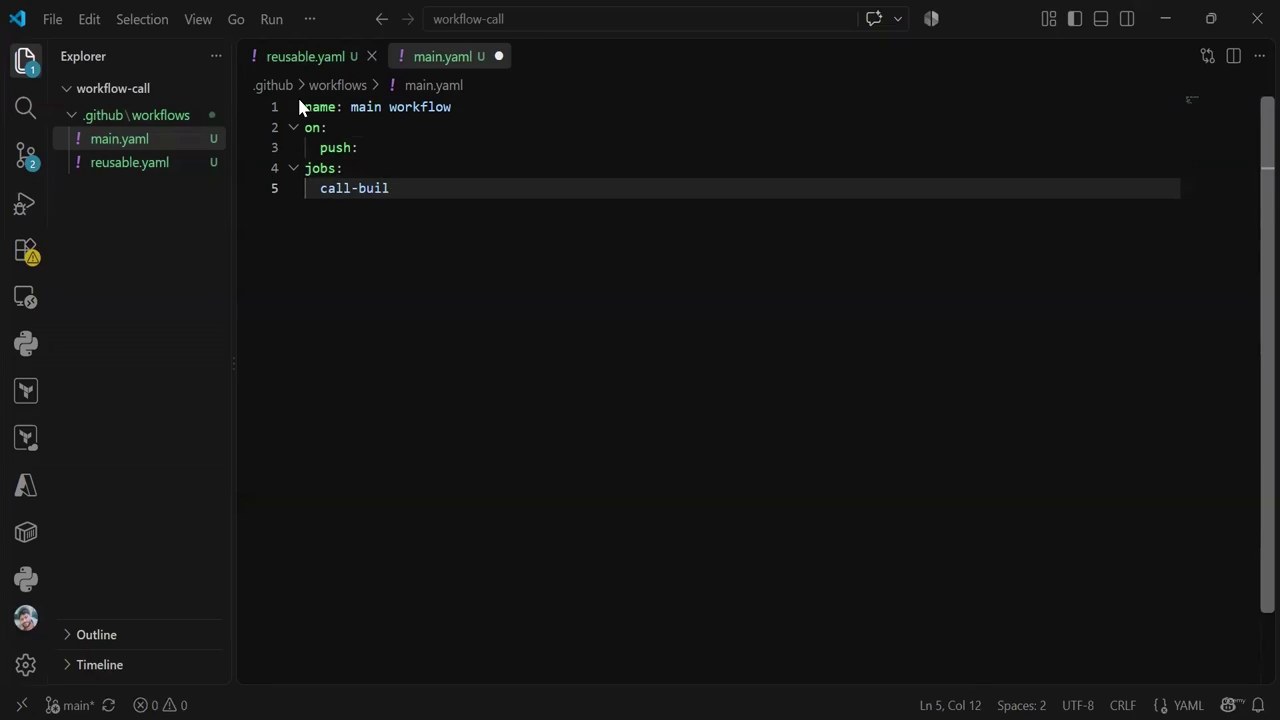 File Edit Selection View Go Run ··· workflow-call
Explorer ···
workflow-call
.github\workflows
! main.yaml U
! reusable.yaml U
Outline
Timeline
! reusable.yaml U
! main.yaml U
.github > workflows > ! main.yaml
1 name: main workflow
2 on:
3 push:
4 jobs:
5 call-buil
1
2
main* 0 0
Ln 5, Col 12 Spaces: 2 UTF-8 CRLF {} YAML